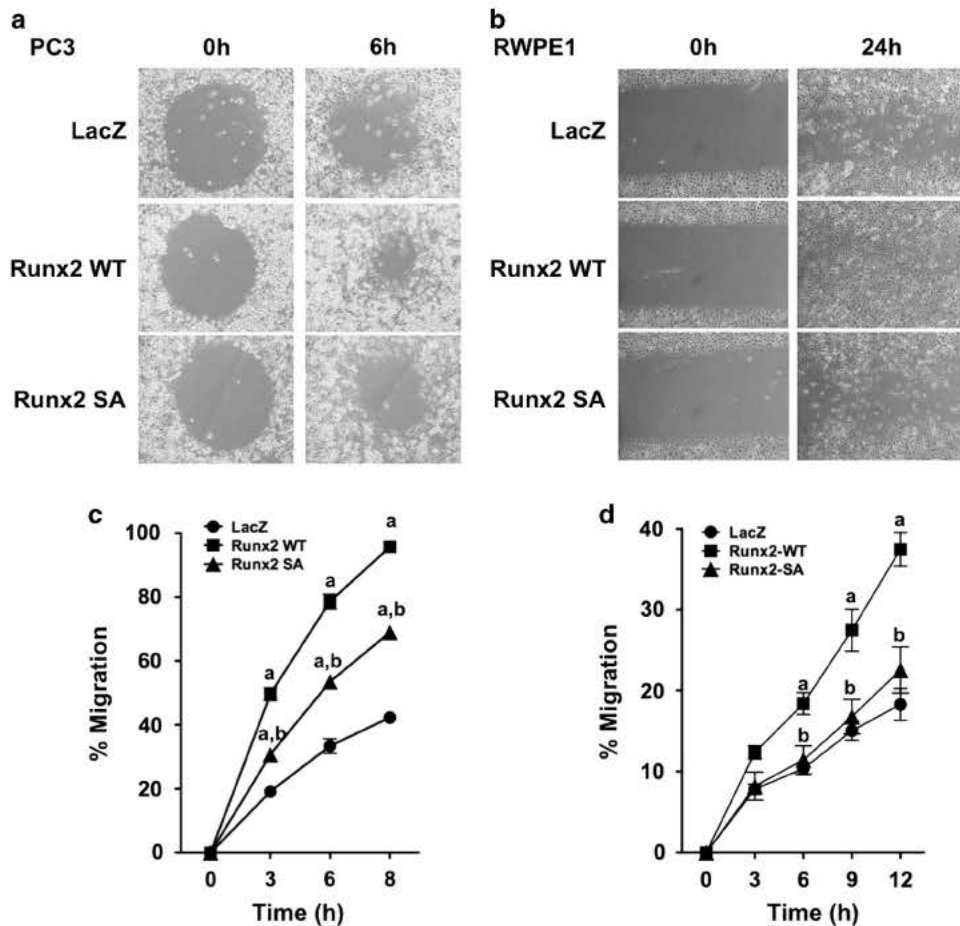 a
b
PC3 0h 6h
RWPE1 0h 24h
LacZ
LacZ
Runx2 WT
Runx2 WT
Runx2 SA
Runx2 SA
c
LacZ
Runx2 WT
Runx2 SA
% Migration
100
80
60
40
20
0
a
a
a
a,b
a,b
a,b
0 3 6 8
Time (h)
d
LacZ
Runx2-WT
Runx2-SA
% Migration
40
30
20
10
0
a
a
a
b
b
b
0 3 6 9 12
Time (h)